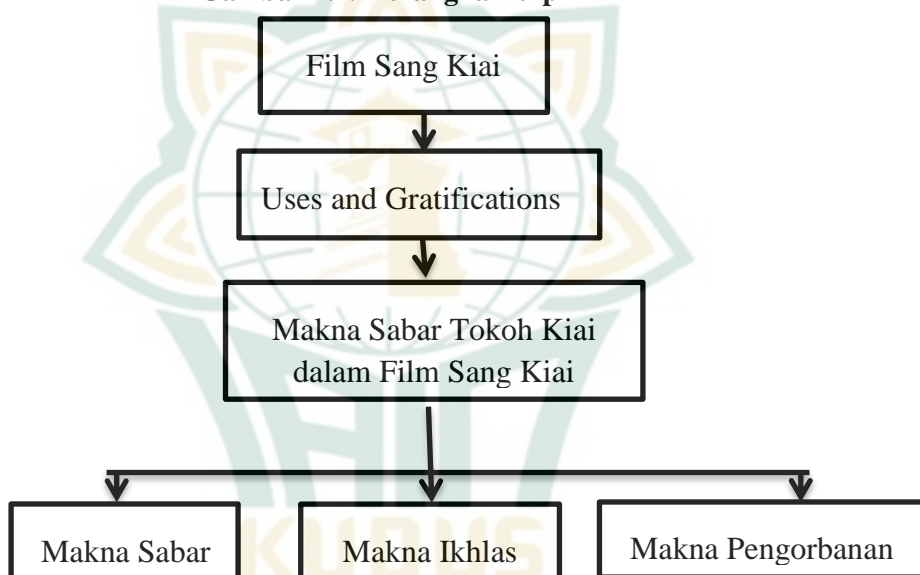 Film Sang Kiai
Uses and Gratifications
Makna Sabar Tokoh Kiai
dalam Film Sang Kiai
Makna Sabar
Makna Ikhlas
Makna Pengorbanan
KUDUS